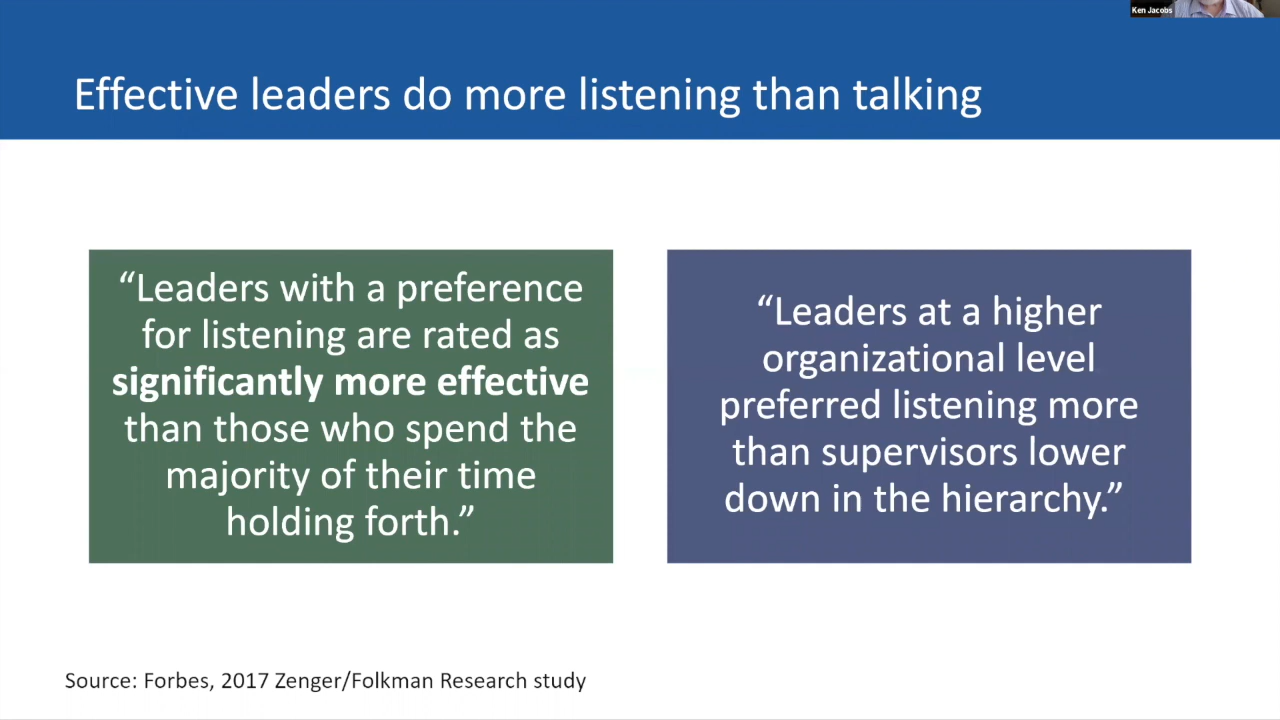 Ken Jacobs
Effective leaders do more listening than talking
“Leaders with a preference
for listening are rated as
significantly more effective
than those who spend the
majority of their time
holding forth.”
“Leaders at a higher
organizational level
preferred listening more
than supervisors lower
down in the hierarchy.”
Source: Forbes, 2017 Zenger/Folkman Research study